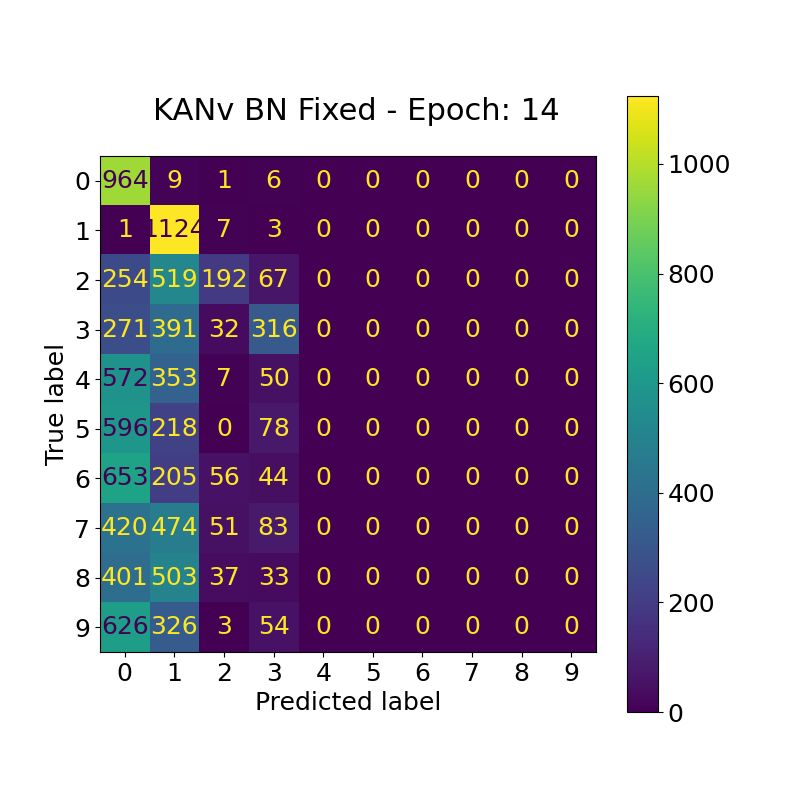 KANv BN Fixed - Epoch: 14
0 964 9 1 6 0 0 0 0 0 0
1 1 1124 7 3 0 0 0 0 0 0
2 254 519 192 67 0 0 0 0 0 0
3 271 391 32 316 0 0 0 0 0 0
4 572 353 7 50 0 0 0 0 0 0
5 596 218 0 78 0 0 0 0 0 0
6 653 205 56 44 0 0 0 0 0 0
7 420 474 51 83 0 0 0 0 0 0
8 401 503 37 33 0 0 0 0 0 0
9 626 326 3 54 0 0 0 0 0 0
0 1 2 3 4 5 6 7 8 9
Predicted label
True label
1000
800
600
400
200
0